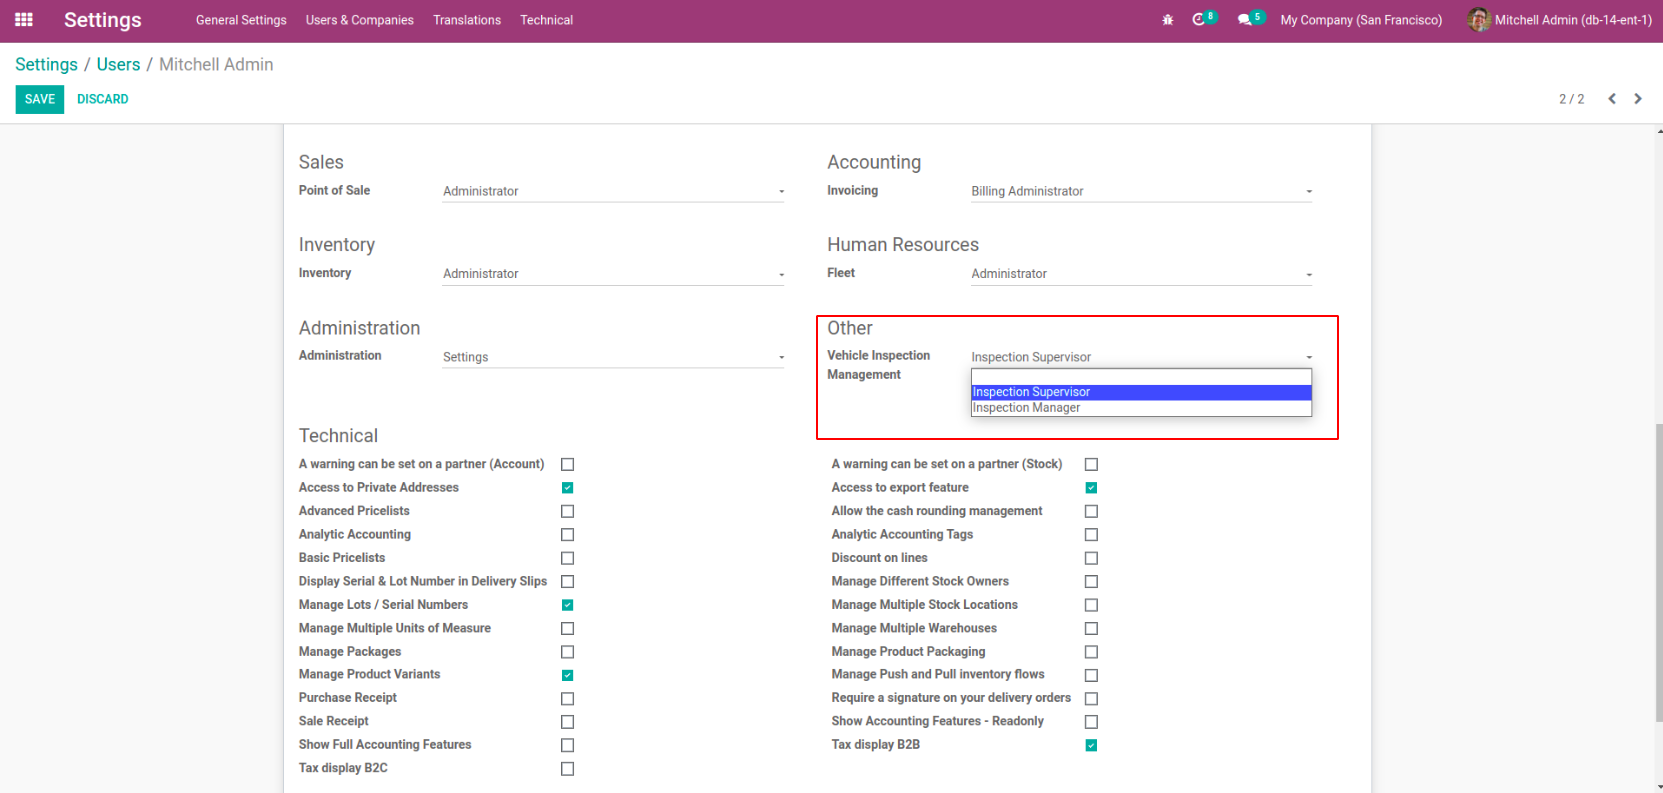 Settings General Settings Users & Companies Translations Technical 8 5 My Company (San Francisco) Mitchell Admin (db-14-ent-1)
Settings / Users / Mitchell Admin
SAVE DISCARD 2 / 2
Sales Accounting
Point of Sale Administrator Invoicing Billing Administrator
Inventory Human Resources
Inventory Administrator Fleet Administrator
Administration Other
Administration Settings Vehicle Inspection Management Inspection Supervisor
Inspection Supervisor
Inspection Manager
Technical
A warning can be set on a partner (Account) A warning can be set on a partner (Stock)
Access to Private Addresses Access to export feature
Advanced Pricelists Allow the cash rounding management
Analytic Accounting Analytic Accounting Tags
Basic Pricelists Discount on lines
Display Serial & Lot Number in Delivery Slips Manage Different Stock Owners
Manage Lots / Serial Numbers Manage Multiple Stock Locations
Manage Multiple Units of Measure Manage Multiple Warehouses
Manage Packages Manage Product Packaging
Manage Product Variants Manage Push and Pull inventory flows
Purchase Receipt Require a signature on your delivery orders
Sale Receipt Show Accounting Features - Readonly
Show Full Accounting Features Tax display B2B
Tax display B2C